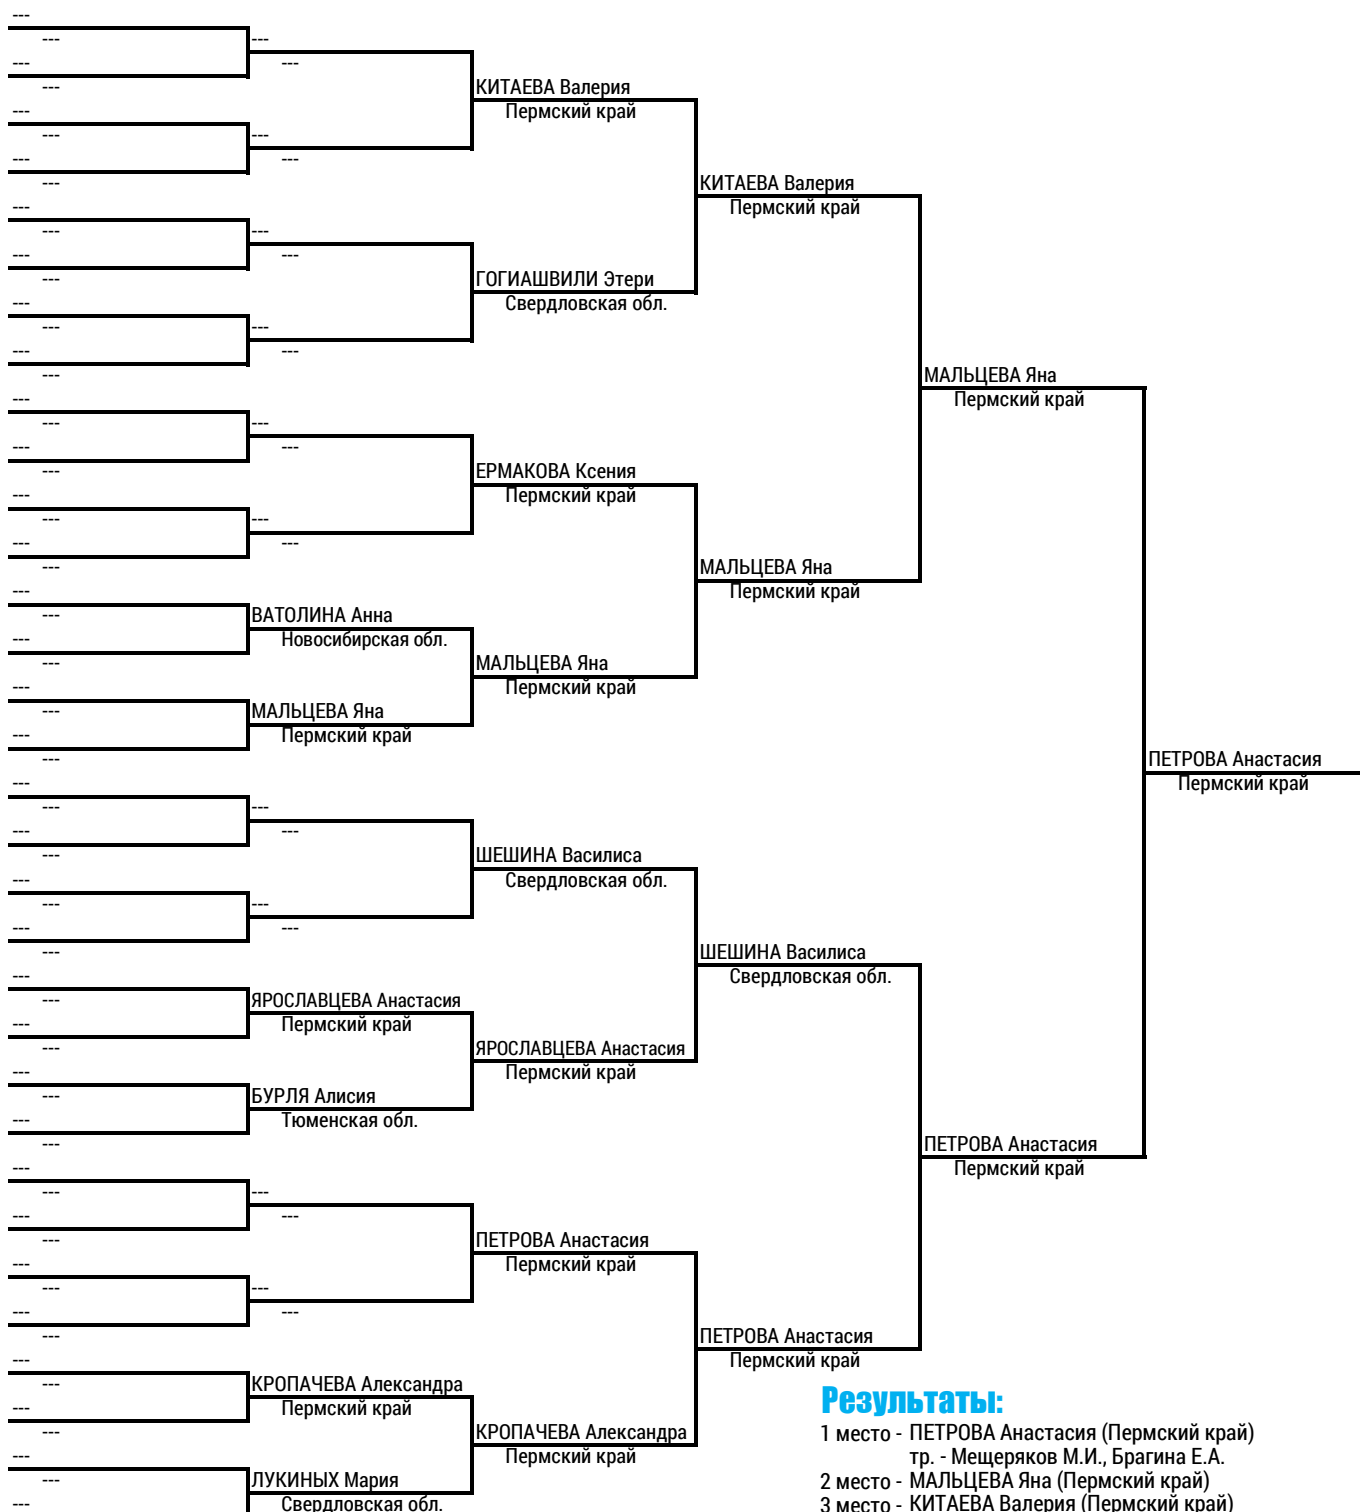 ---
---
---
---
---
---
КИТАЕВА Валерия
---
Пермский край
---
---
---
---
---
---
КИТАЕВА Валерия
---
Пермский край
---
---
---
---
---
ГОГИАШВИЛИ Этери
---
Свердловская обл.
---
---
---
---
---
МАЛЬЦЕВА Яна
---
Пермский край
---
---
---
---
ЕРМАКОВА Ксения
---
Пермский край
---
---
---
---
---
МАЛЬЦЕВА Яна
---
Пермский край
---
ВАТОЛИНА Анна
---
Новосибирская обл.
---
МАЛЬЦЕВА Яна
---
Пермский край
---
МАЛЬЦЕВА Яна
---
Пермский край
---
ПЕТРОВА Анастасия
---
Пермский край
---
---
---
---
ШЕШИНА Василиса
---
Свердловская обл.
---
---
---
---
---
ШЕШИНА Василиса
---
Свердловская обл.
---
ЯРОСЛАВЦЕВА Анастасия
---
Пермский край
---
ЯРОСЛАВЦЕВА Анастасия
---
Пермский край
---
БУРЛЯ Алисия
---
Тюменская обл.
---
ПЕТРОВА Анастасия
---
Пермский край
---
---
---
---
---
ПЕТРОВА Анастасия
---
Пермский край
---
---
---
---
---
ПЕТРОВА Анастасия
---
Пермский край
---
КРОПАЧЕВА Александра
---
Пермский край
Результаты:
---
КРОПАЧЕВА Александра
1 место - ПЕТРОВА Анастасия (Пермский край)
---
Пермский край
тр. - Мещеряков М.И., Брагина Е.А.
---
ЛУКИНЫХ Мария
2 место - МАЛЬЦЕВА Яна (Пермский край)
---
Свердловская обл.
3 место - КИТАЕВА Валерия (Пермский край)